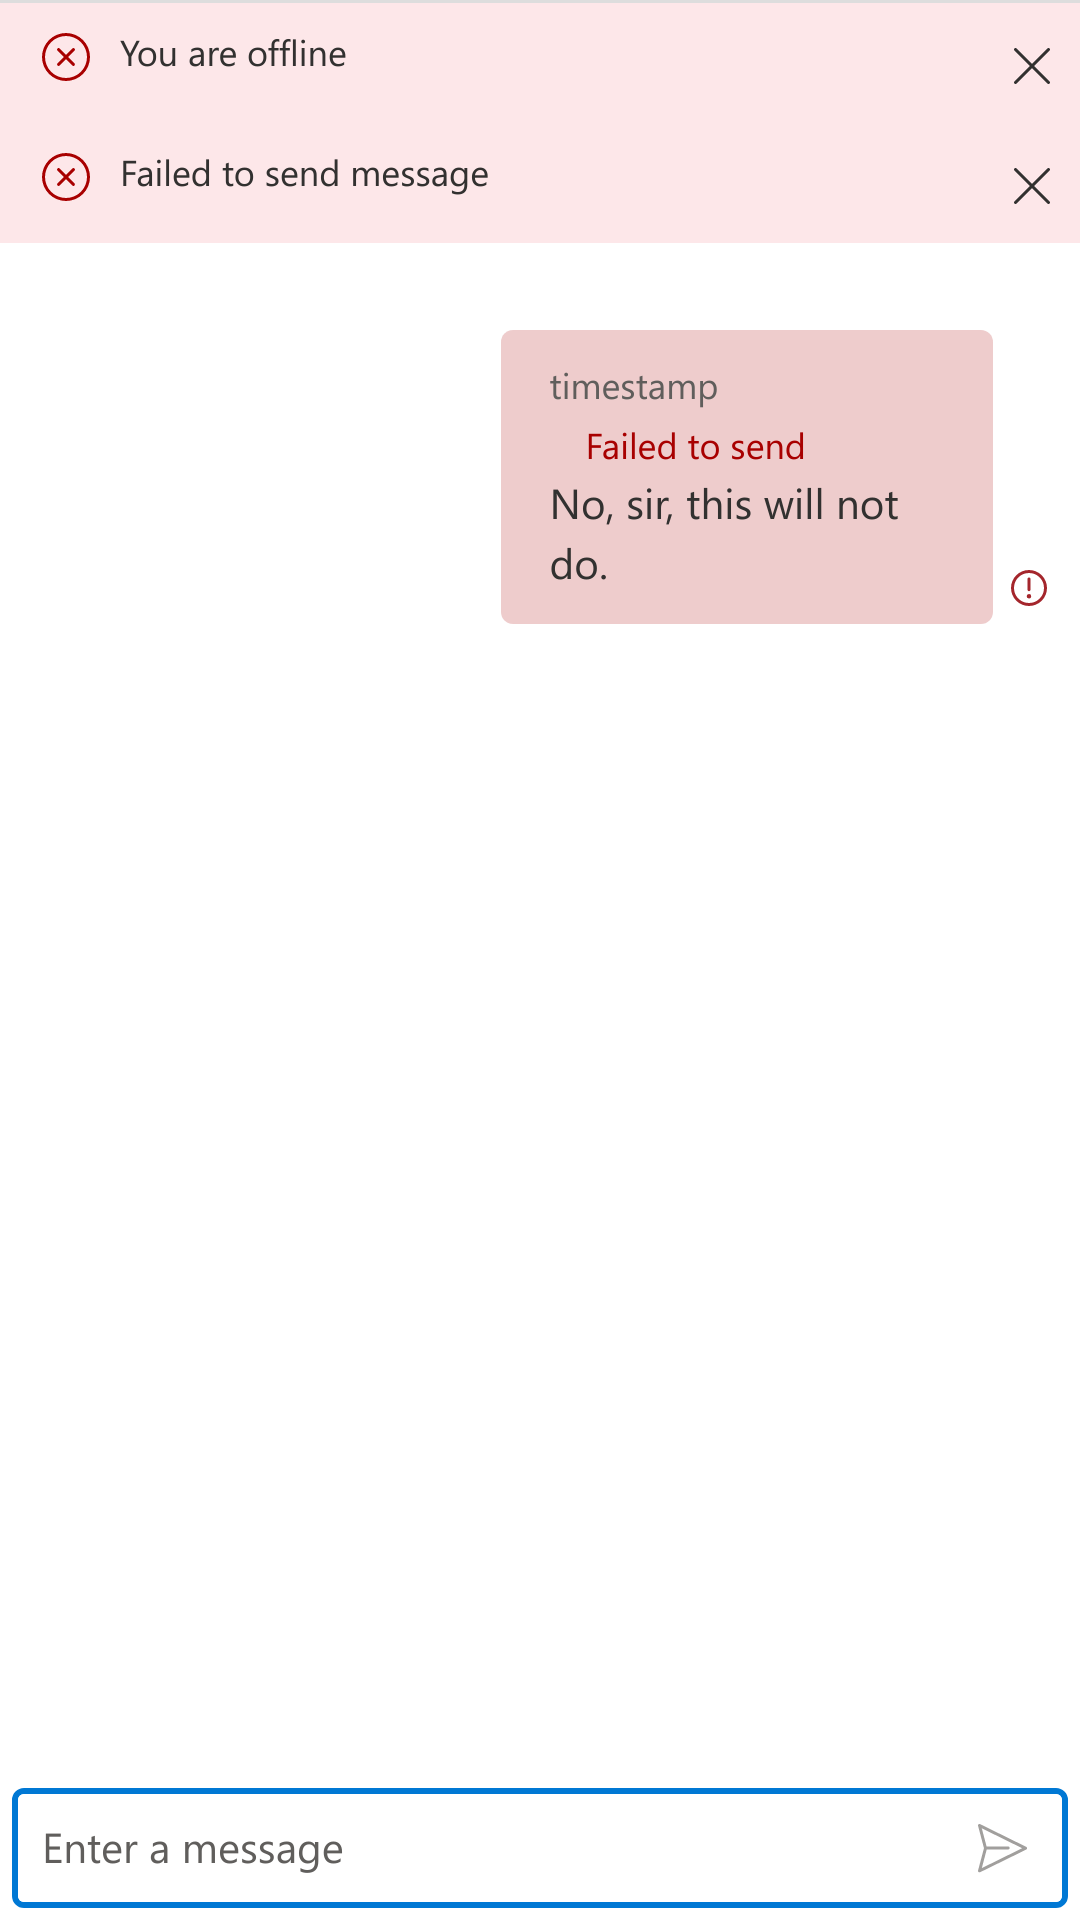 You are offline
Failed to send message
timestamp
Failed to send
No, sir, this will not
do.
Enter a message